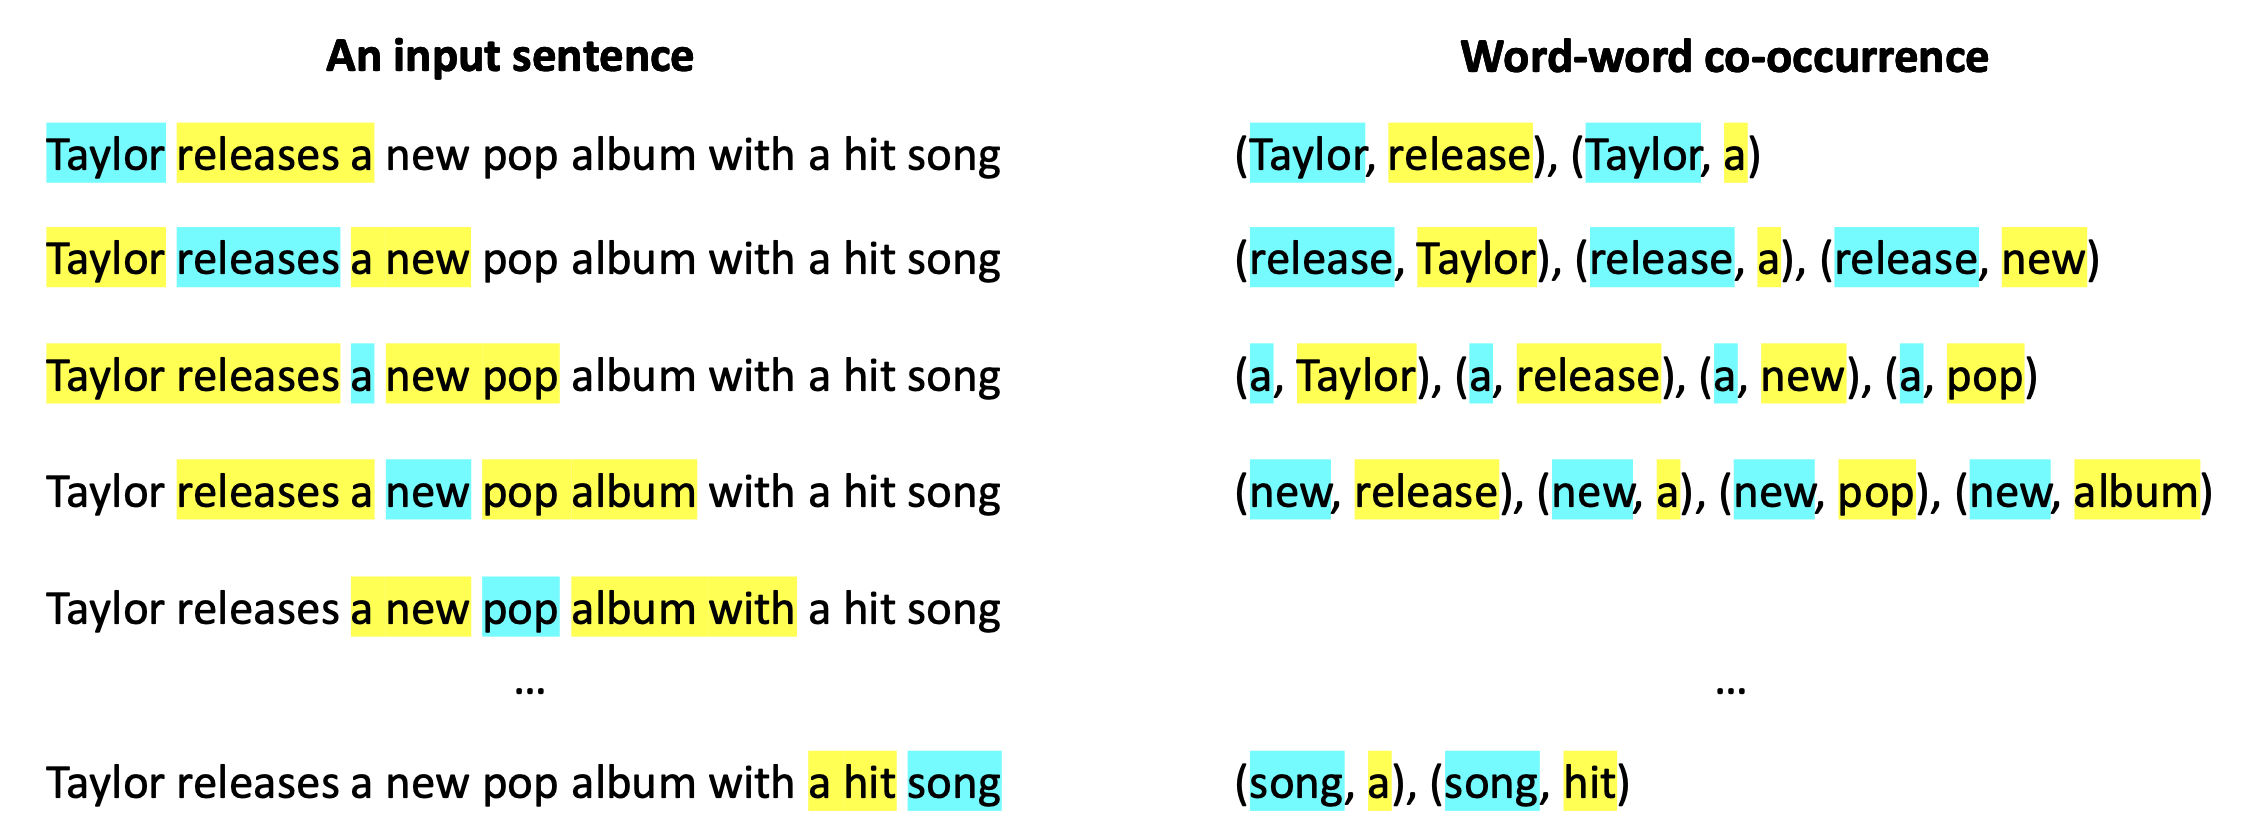 An input sentence Word-word co-occurrence
Taylor releases a new pop album with a hit song (Taylor, release), (Taylor, a)
Taylor releases a new pop album with a hit song (release, Taylor), (release, a), (release, new)
Taylor releases a new pop album with a hit song (a, Taylor), (a, release), (a, new), (a, pop)
Taylor releases a new pop album with a hit song (new, release), (new, a), (new, pop), (new, album)
Taylor releases a new pop album with a hit song
... ...
Taylor releases a new pop album with a hit song (song, a), (song, hit)